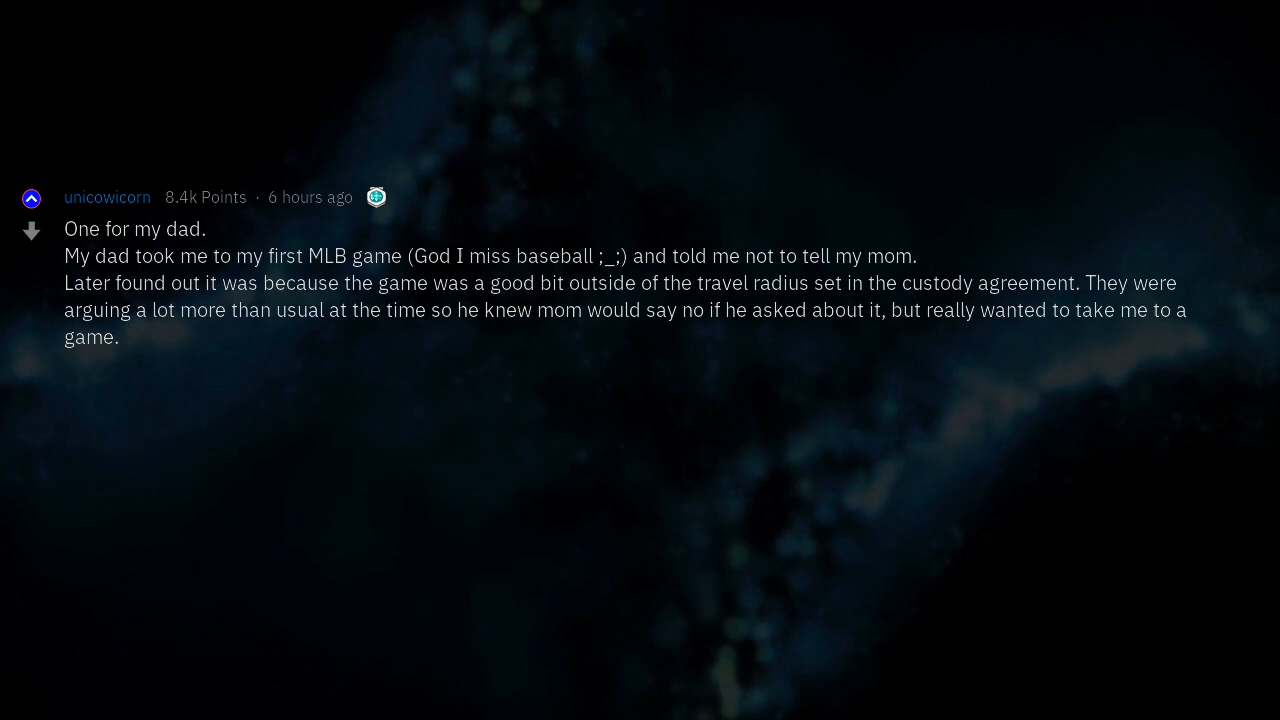 unicowicorn 8.4k Points · 6 hours ago
One for my dad.
My dad took me to my first MLB game (God I miss baseball ;_;) and told me not to tell my mom.
Later found out it was because the game was a good bit outside of the travel radius set in the custody agreement. They were
arguing a lot more than usual at the time so he knew mom would say no if he asked about it, but really wanted to take me to a
game.